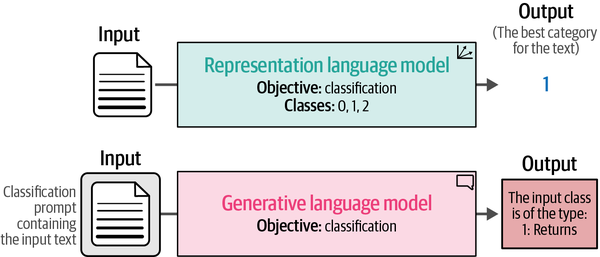 Input
Representation language model
Objective: classification
Classes: 0, 1, 2
Output
(The best category
for the text)
1
Classification
prompt
containing
the input text
Input
Generative language model
Objective: classification
Output
The input class
is of the type:
1: Returns